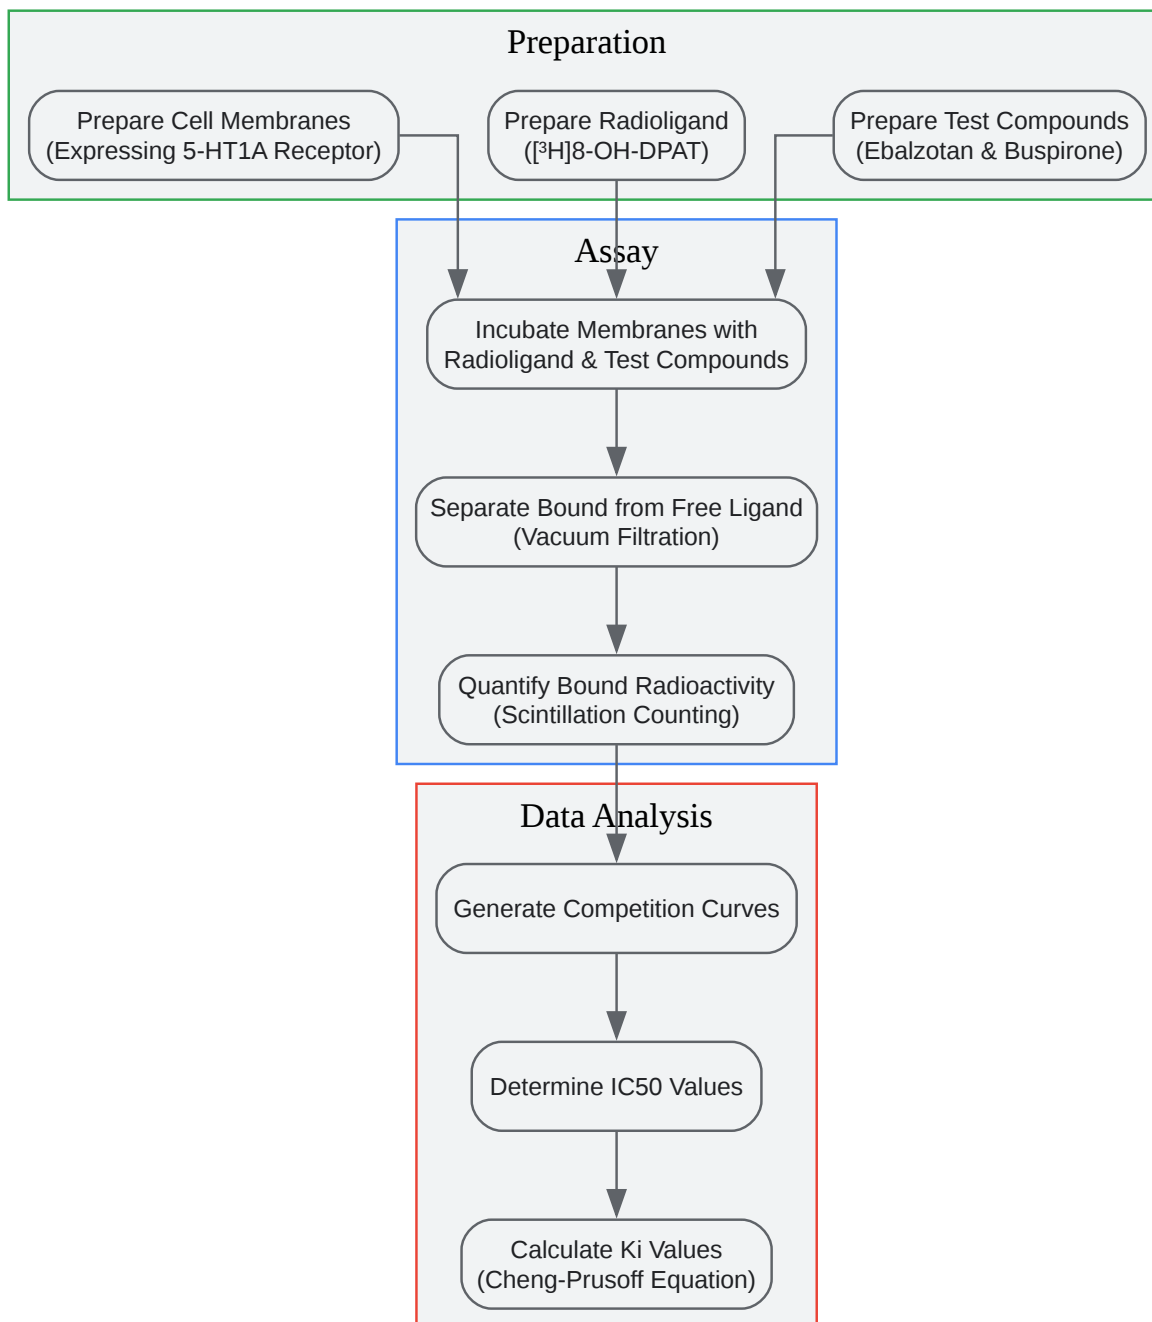 Preparation
Prepare Cell Membranes
(Expressing 5-HT1A Receptor)
Prepare Radioligand
([³H]8-OH-DPAT)
Prepare Test Compounds
(Ebalzotan & Buspirone)
Assay
Incubate Membranes with
Radioligand & Test Compounds
Separate Bound from Free Ligand
(Vacuum Filtration)
Quantify Bound Radioactivity
(Scintillation Counting)
Data Analysis
Generate Competition Curves
Determine IC50 Values
Calculate Ki Values
(Cheng-Prusoff Equation)